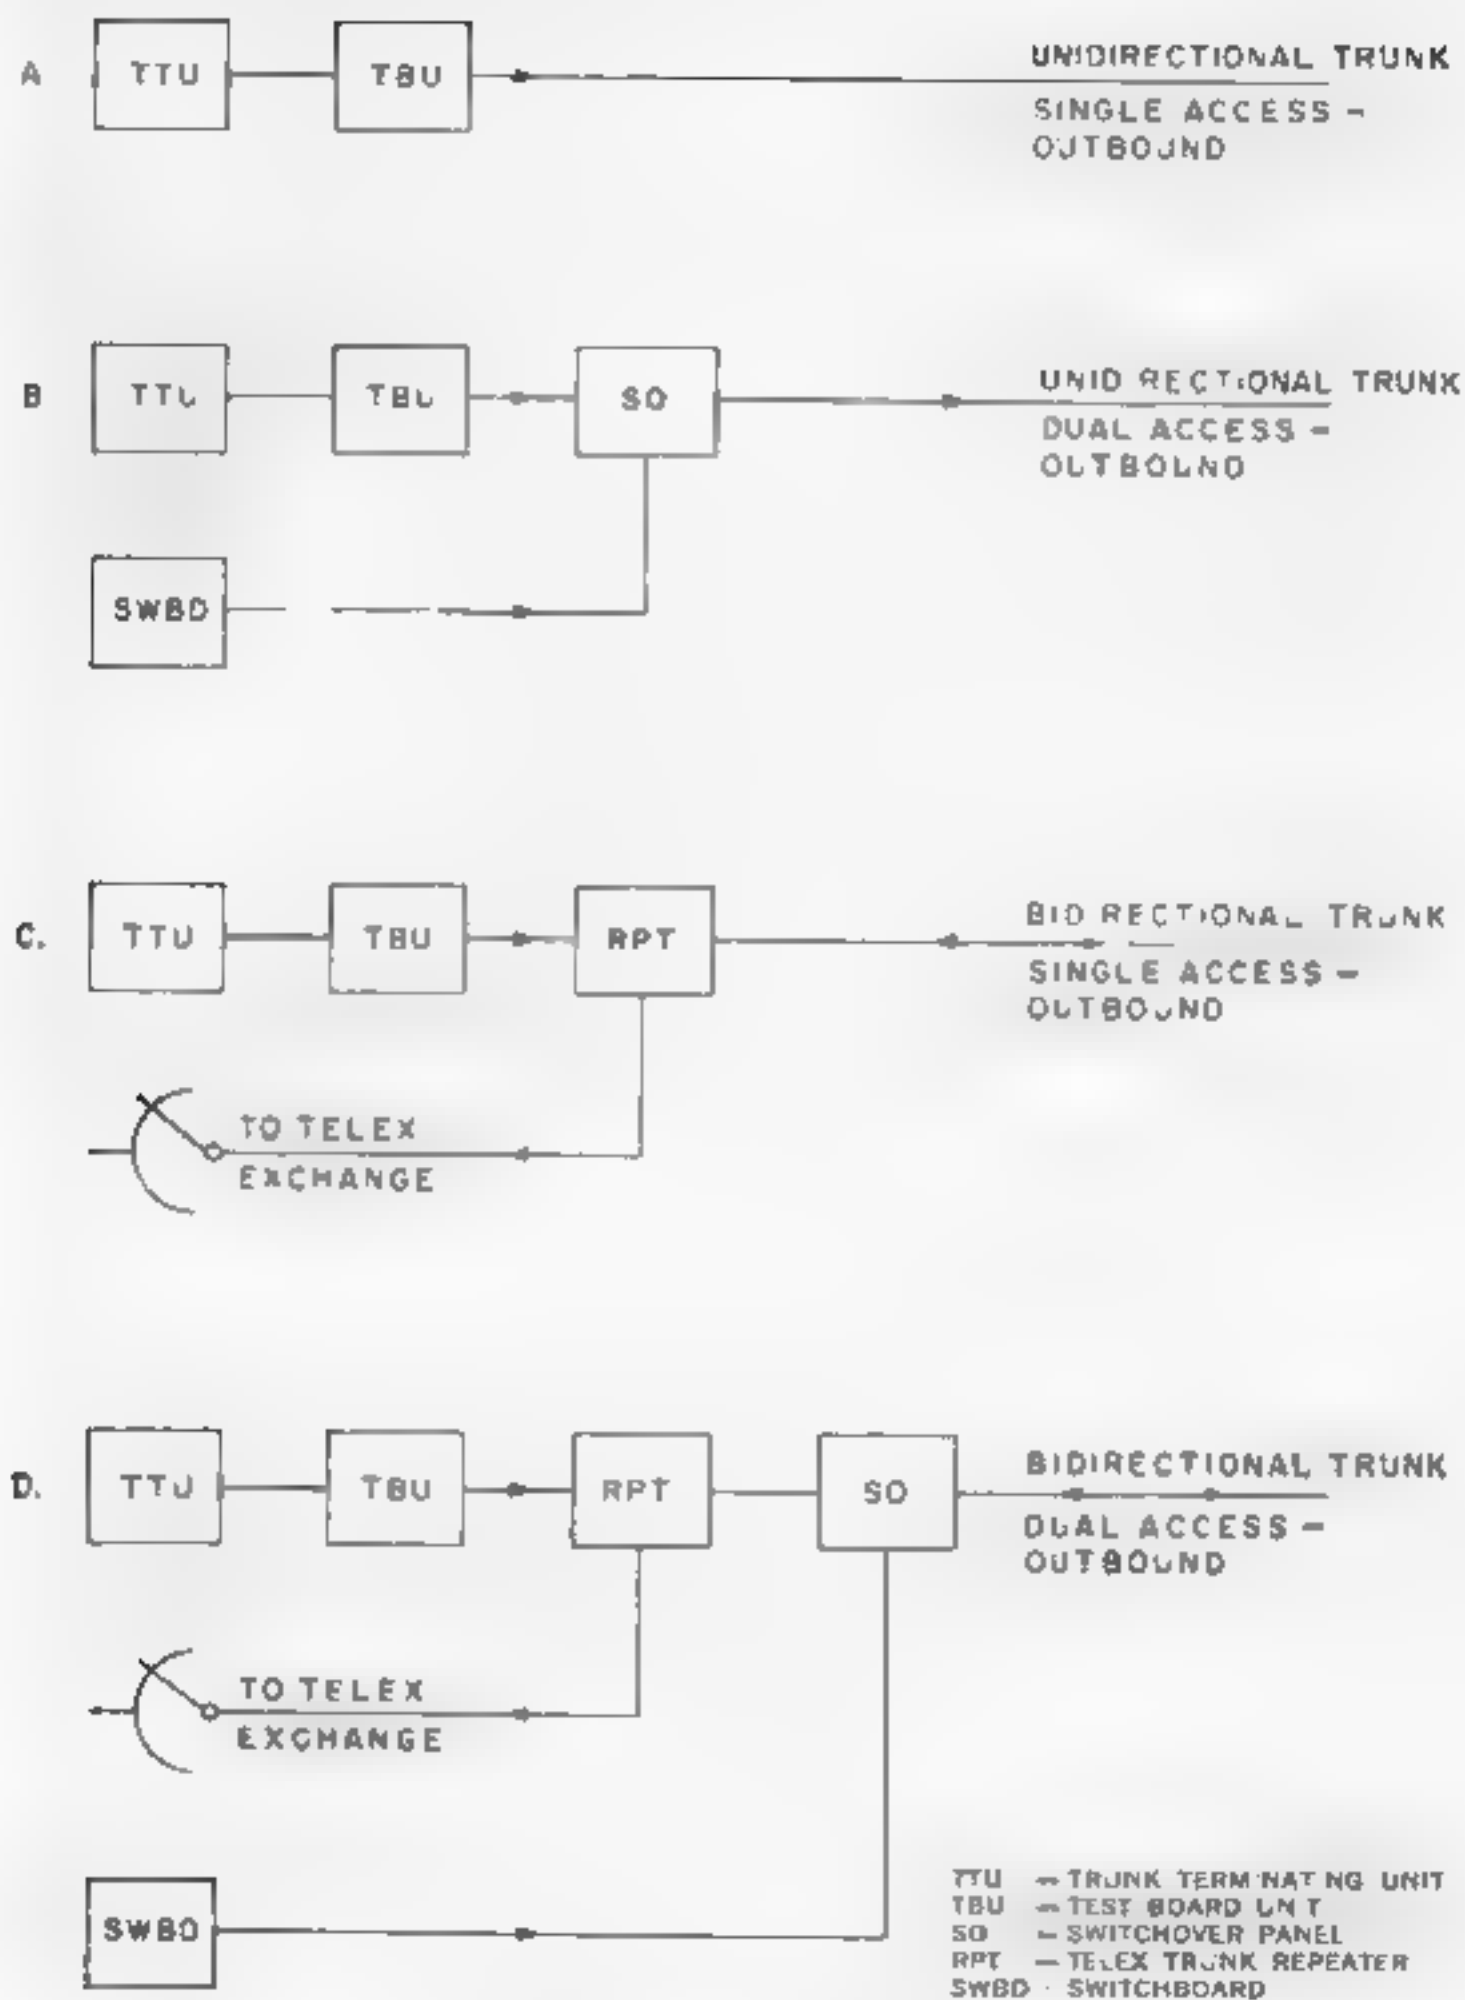 A TTU TBU UNIDIRECTIONAL TRUNK
SINGLE ACCESS –
OUTBOUND
B TTU TBU SO UNIDIRECTIONAL TRUNK
DUAL ACCESS –
OUTBOUND
SWBD
C. TTU TBU RPT BIDIRECTIONAL TRUNK
SINGLE ACCESS –
OUTBOUND
TO TELEX
EXCHANGE
D. TTU TBU RPT SO BIDIRECTIONAL TRUNK
DUAL ACCESS –
OUTBOUND
TO TELEX
EXCHANGE
SWBD
TTU – TRUNK TERMINATING UNIT
TBU – TEST BOARD UNIT
SO – SWITCHOVER PANEL
RPT – TELEX TRUNK REPEATER
SWBD - SWITCHBOARD